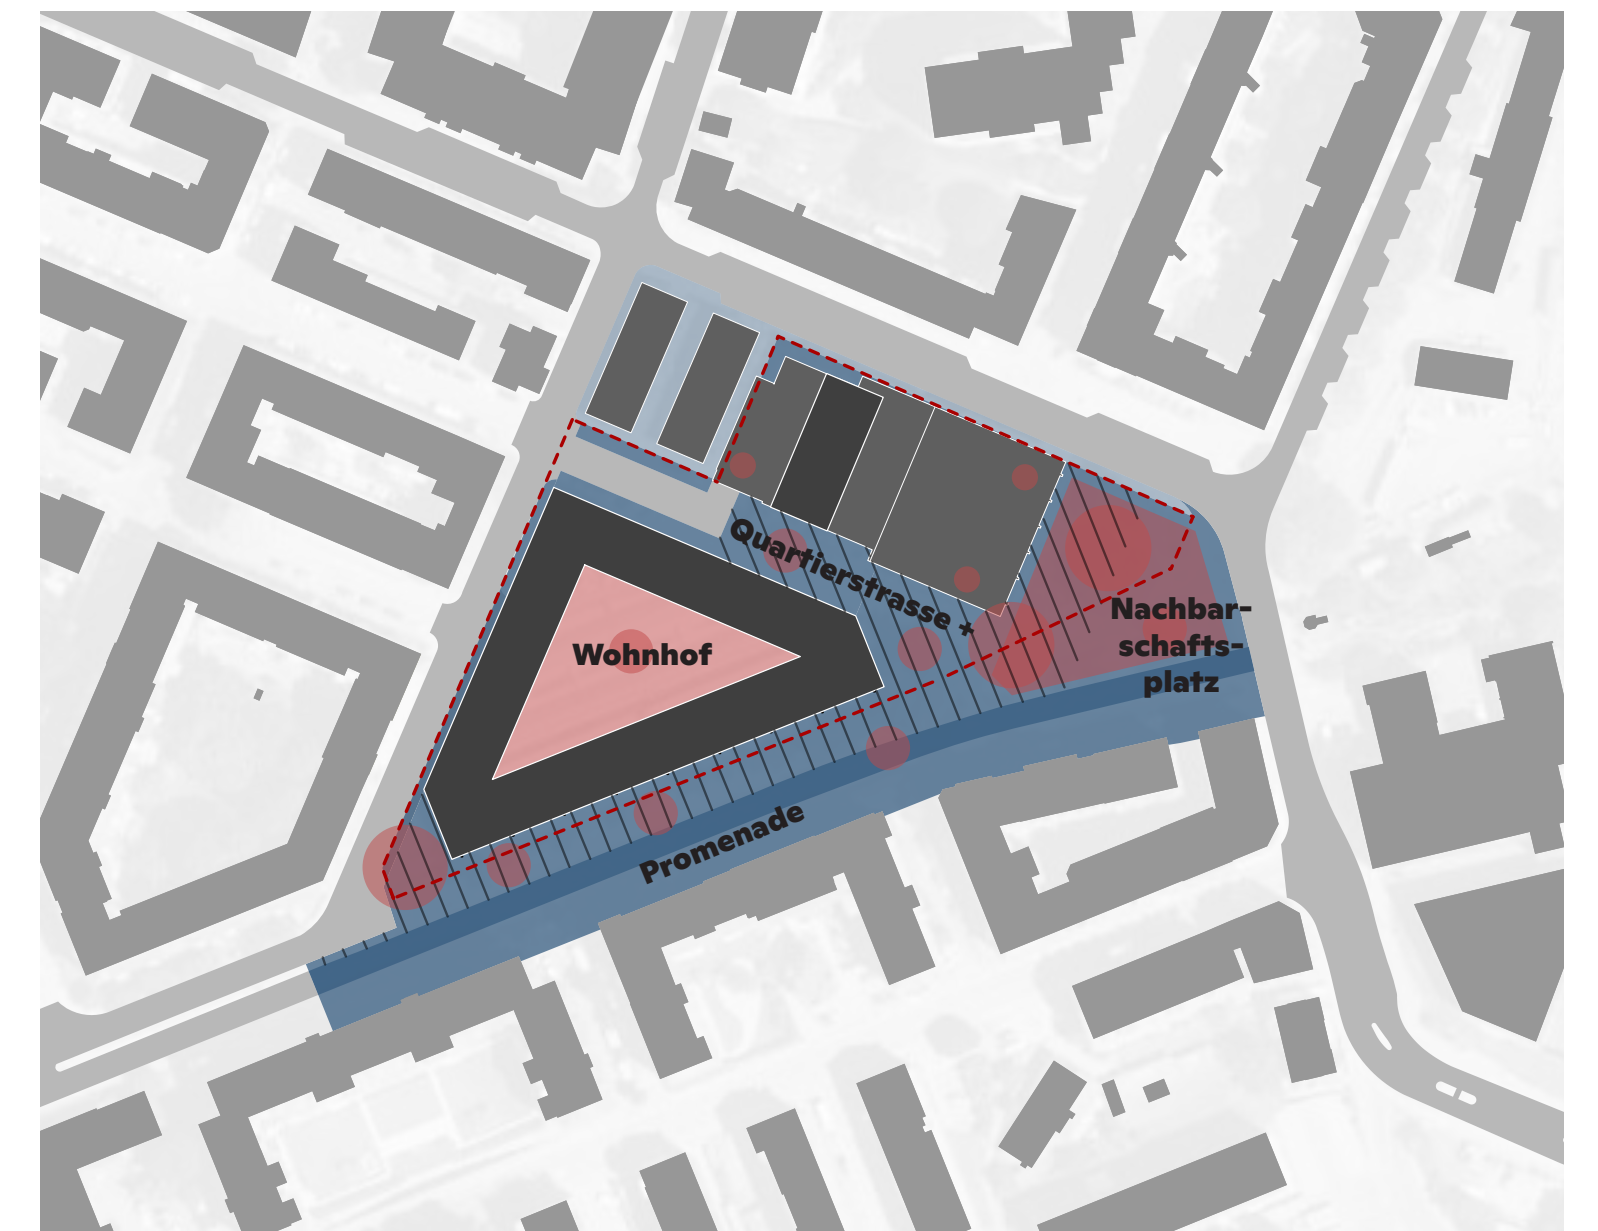 Quartierstrasse +
Nachbar-
schafts-
platz
Wohnhof
Promenade